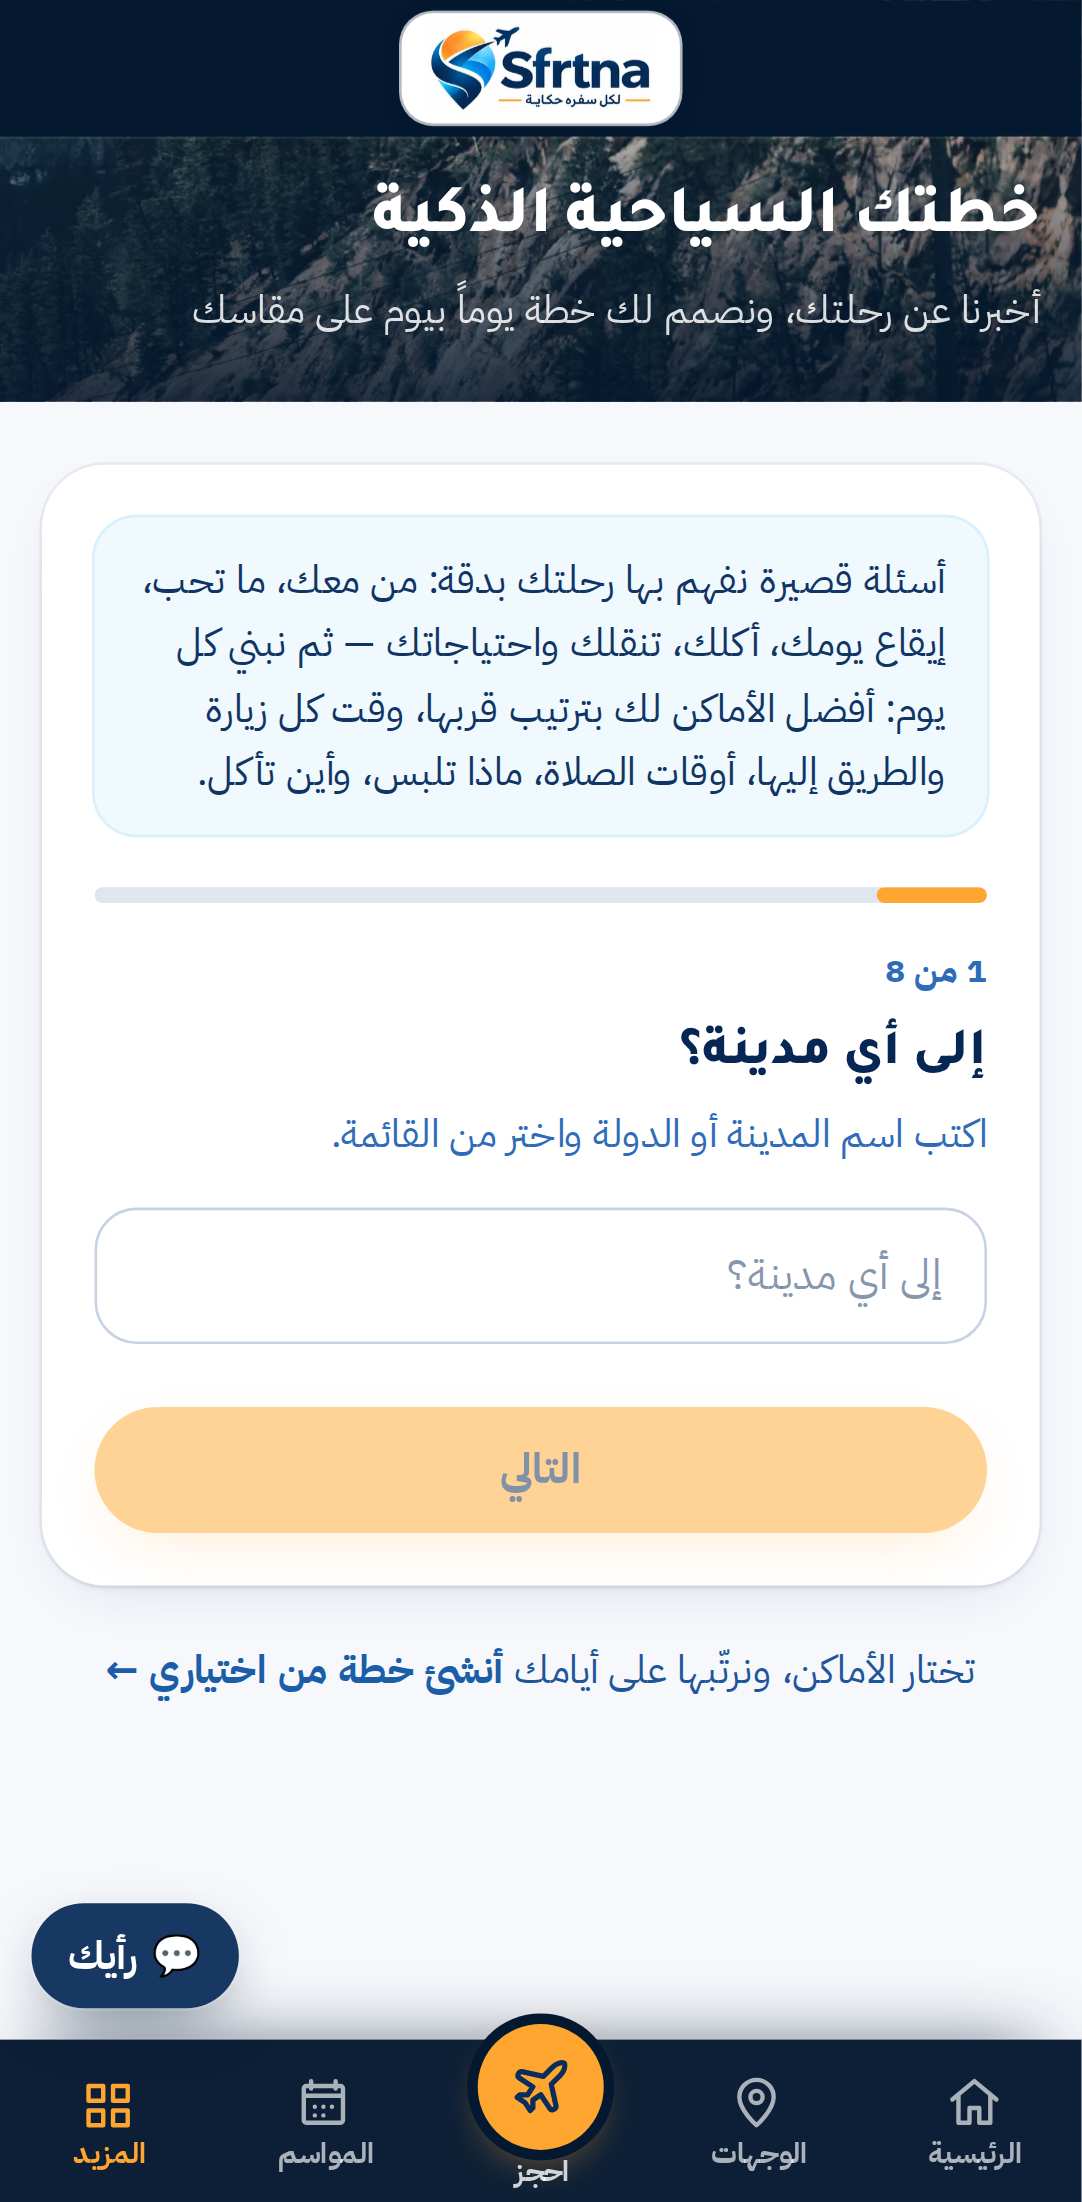 Sfrtna
لكل سفره حكاية
خطتك السياحية الذكية
أخبرنا عن رحلتك، ونصمم لك خطة يوماً بيوم على مقاسك
أسئلة قصيرة نفهم بها رحلتك بدقة: من معك، ما تحب،
إيقاع يومك، أكلك، تنقلك واحتياجاتك — ثم نبني كل
يوم: أفضل الأماكن لك بترتيب قربها، وقت كل زيارة
والطريق إليها، أوقات الصلاة، ماذا تلبس، وأين تأكل.
1 من 8
إلى أي مدينة؟
اكتب اسم المدينة أو الدولة واختر من القائمة.
إلى أي مدينة؟
التالي
تختار الأماكن، ونرتّبها على أيامك أنشئ خطة من اختياري ←
💬 رأيك
الرئيسية
الوجهات
احجز
المواسم
المزيد